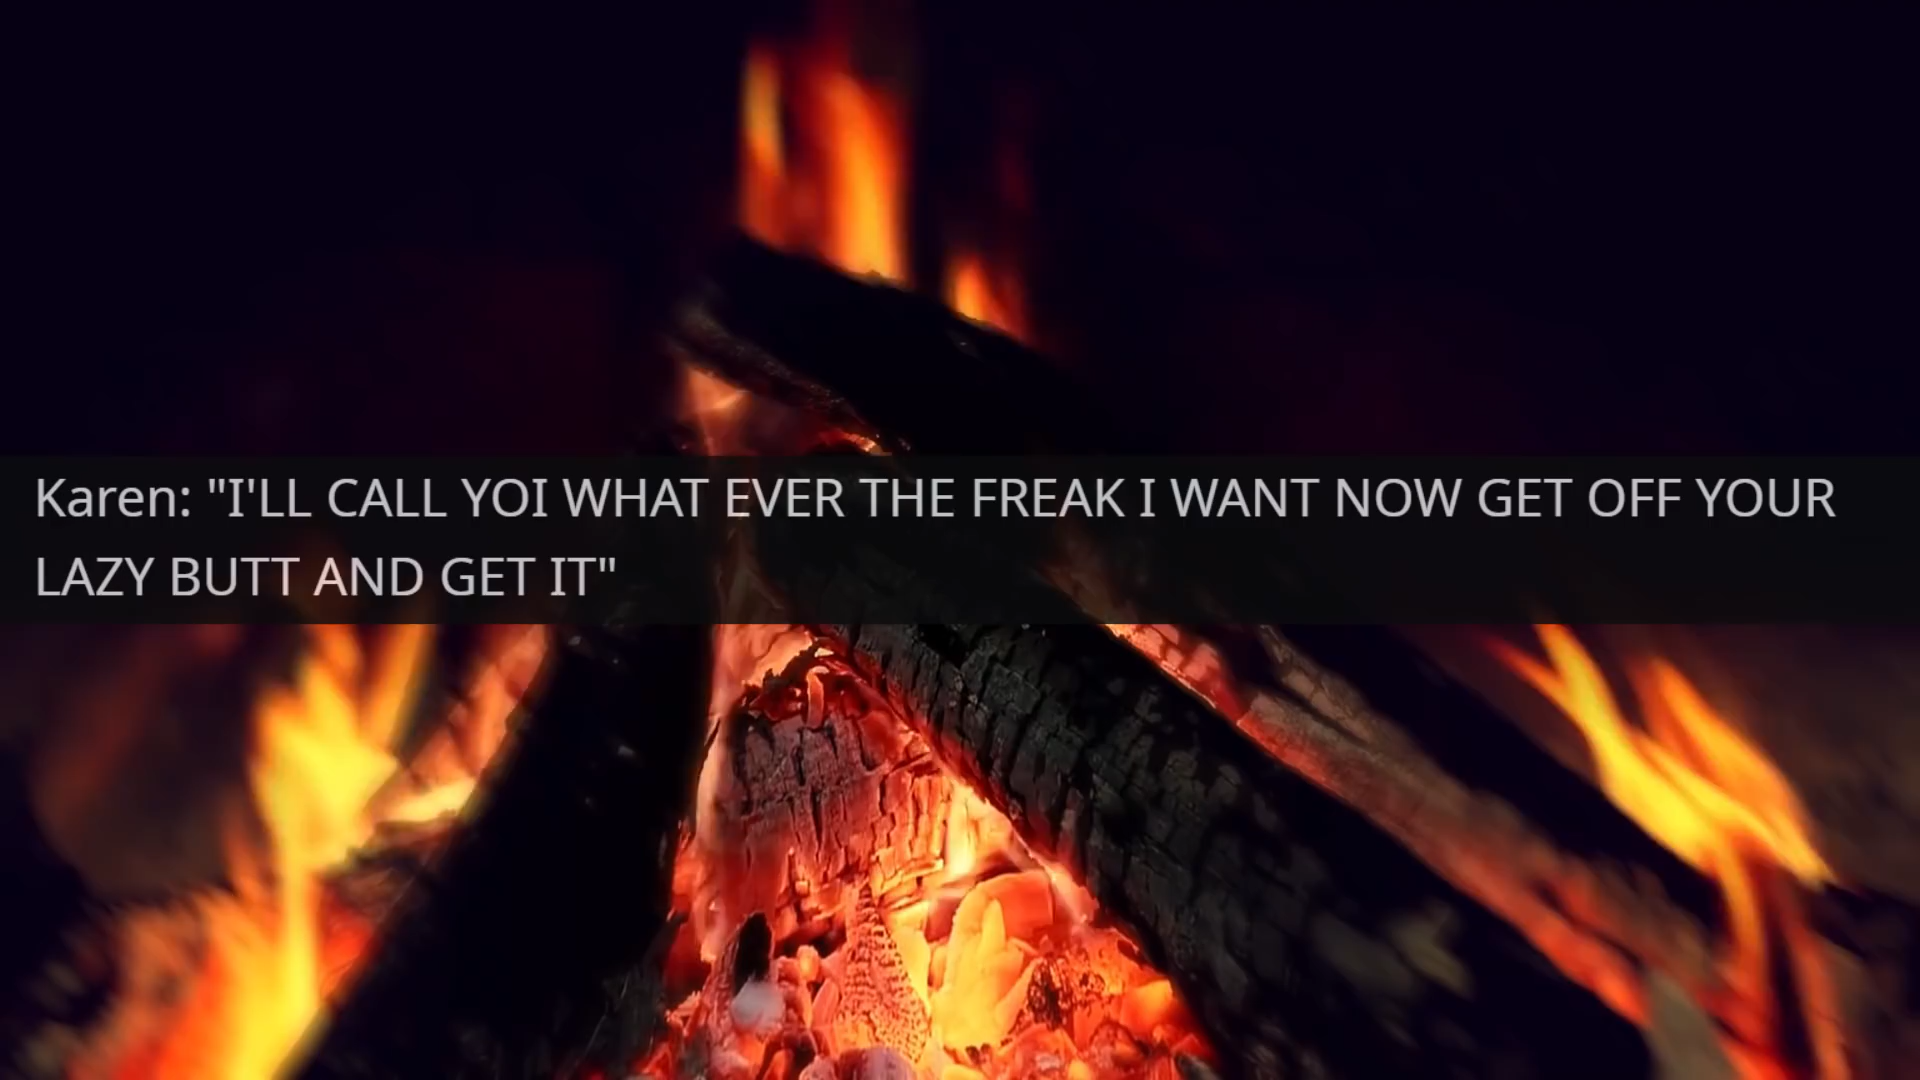 Karen: "I'LL CALL YOI WHAT EVER THE FREAK I WANT NOW GET OFF YOUR
LAZY BUTT AND GET IT"